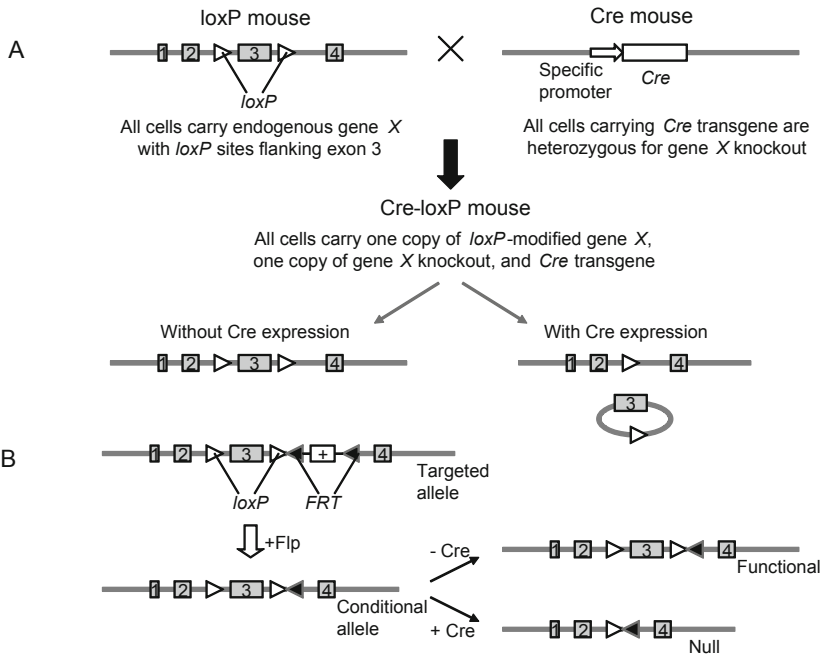 A
loxP mouse
1 2 3 4
loxP
All cells carry endogenous gene X
with loxP sites flanking exon 3
Cre mouse
Specific
promoter
Cre
All cells carrying Cre transgene are
heterozygous for gene X knockout
Cre-loxP mouse
All cells carry one copy of loxP-modified gene X,
one copy of gene X knockout, and Cre transgene
Without Cre expression
1 2 3 4
With Cre expression
1 2 4
3
B
1 2 3 + 4
loxP FRT
Targeted
allele
+Flp
1 2 3 4
Conditional
allele
- Cre
1 2 3 4
Functional
+ Cre
1 2 4
Null